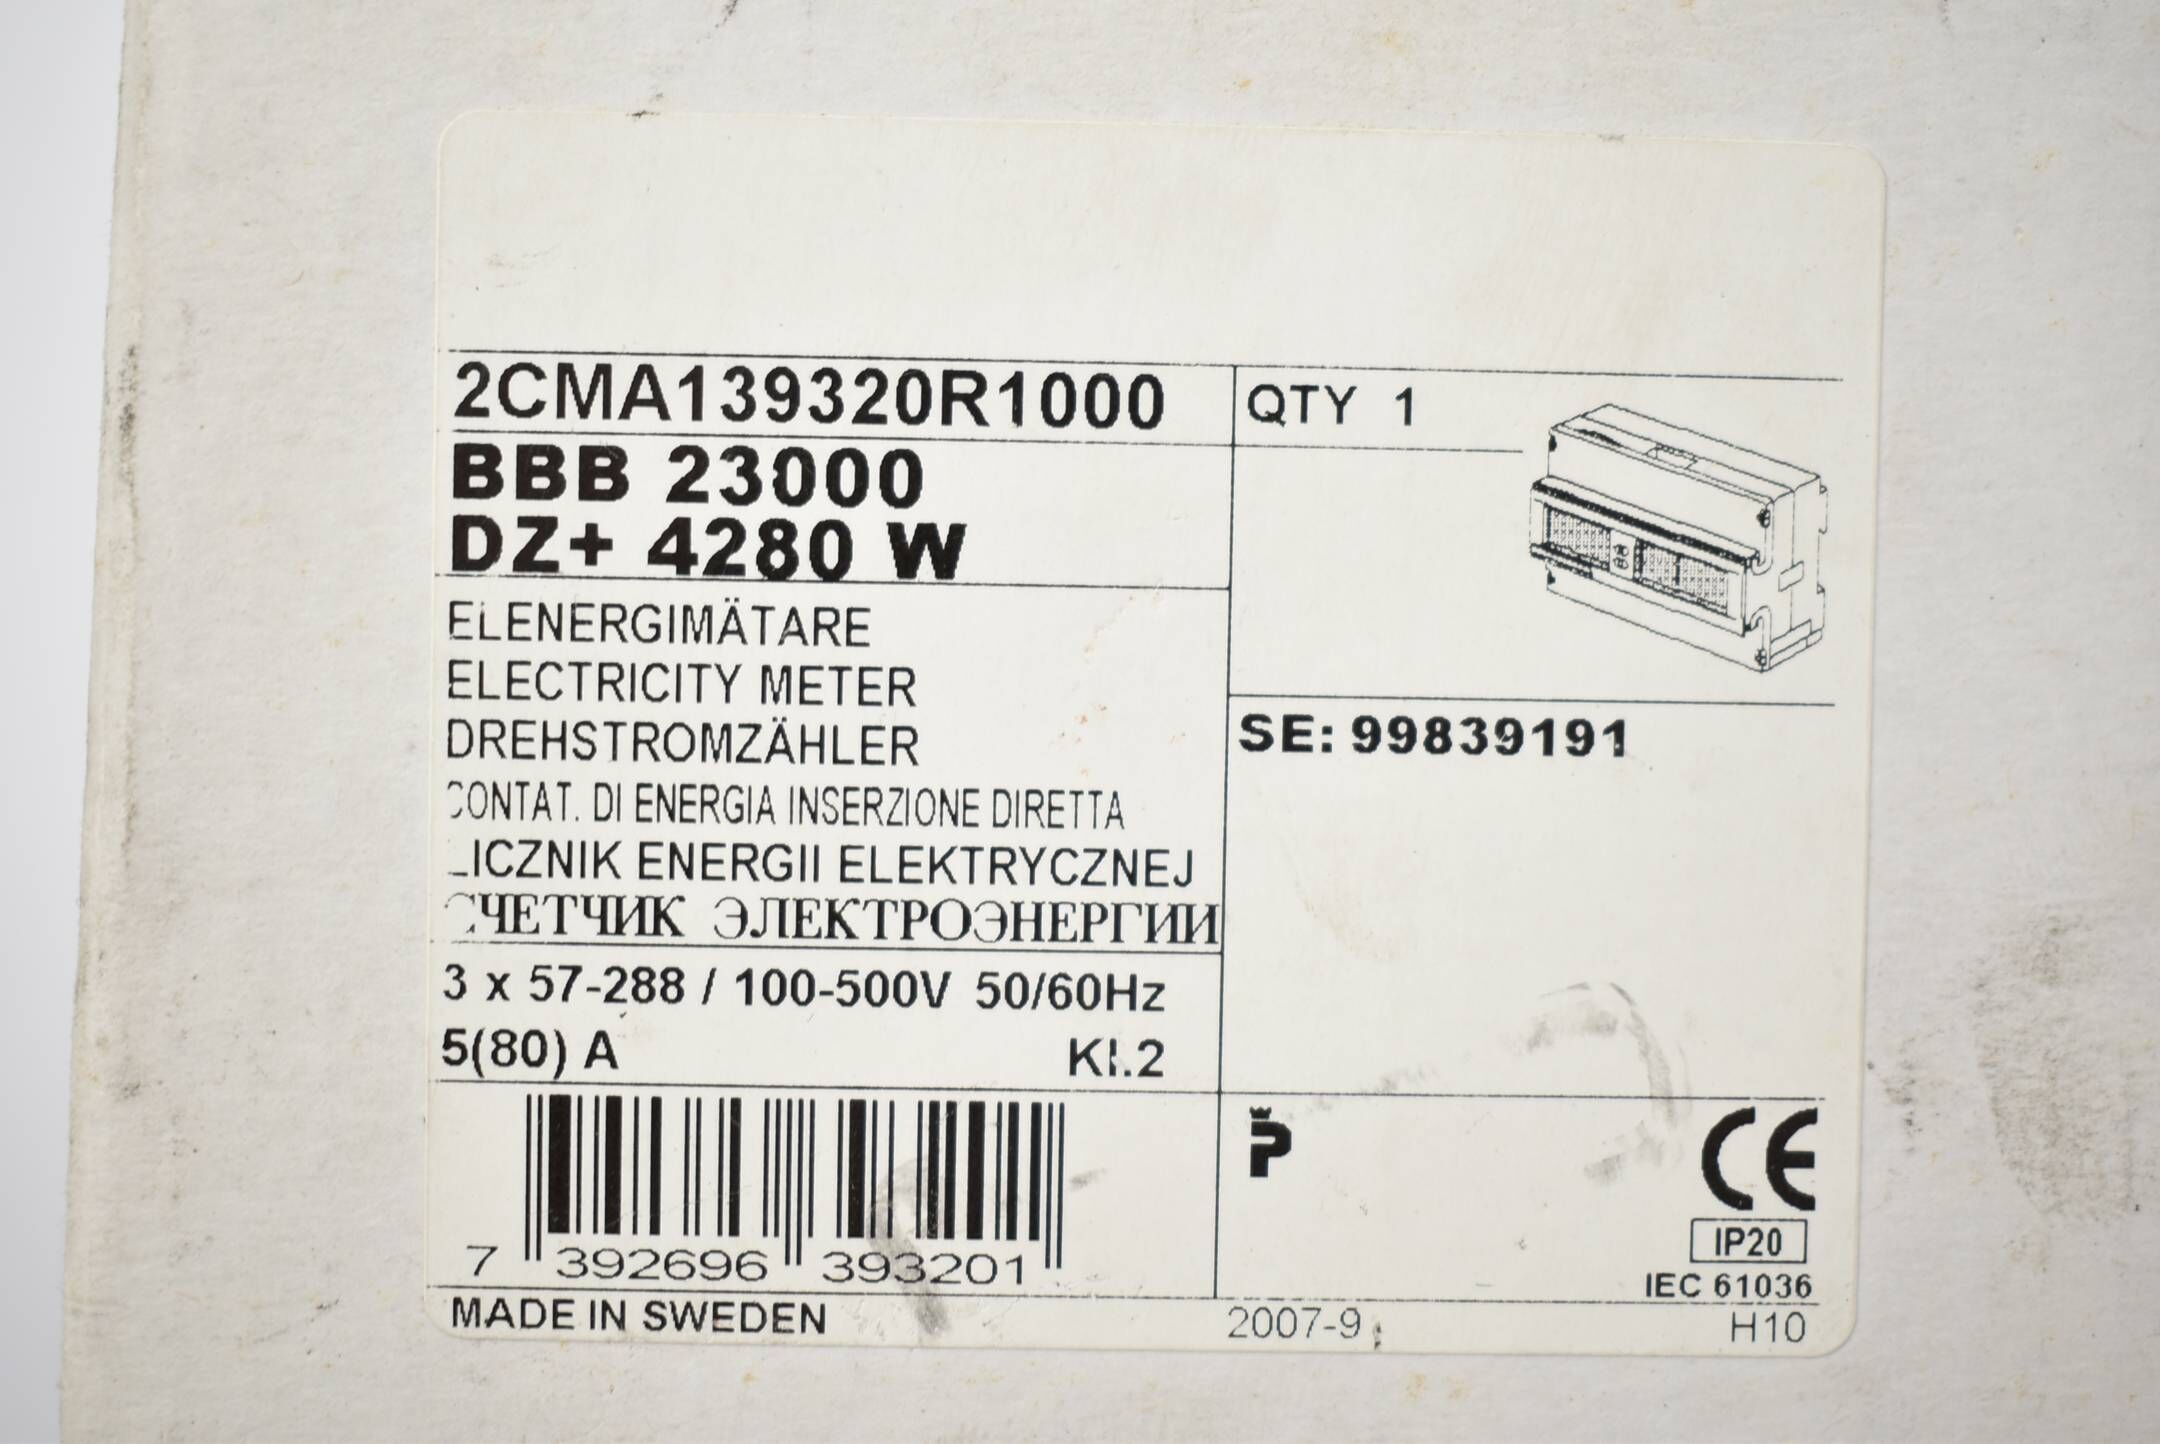 2CMA139320R1000
QTY 1
BBB 23000
DZ+ 4280 W
ELENERGIMÄTARE
ELECTRICITY METER
DREHSTROMZÄHLER
CONTAT. DI ENERGIA INSERZIONE DIRETTA
LICZNIK ENERGII ELEKTRYCZNEJ
СЧЕТЧИК ЭЛЕКТРОЭНЕРГИИ
SE: 99839191
3 x 57-288 / 100-500V 50/60Hz
5(80) A Kl.2
7 392696 393201
P
CE
IP20
IEC 61036
MADE IN SWEDEN
2007-9
H10